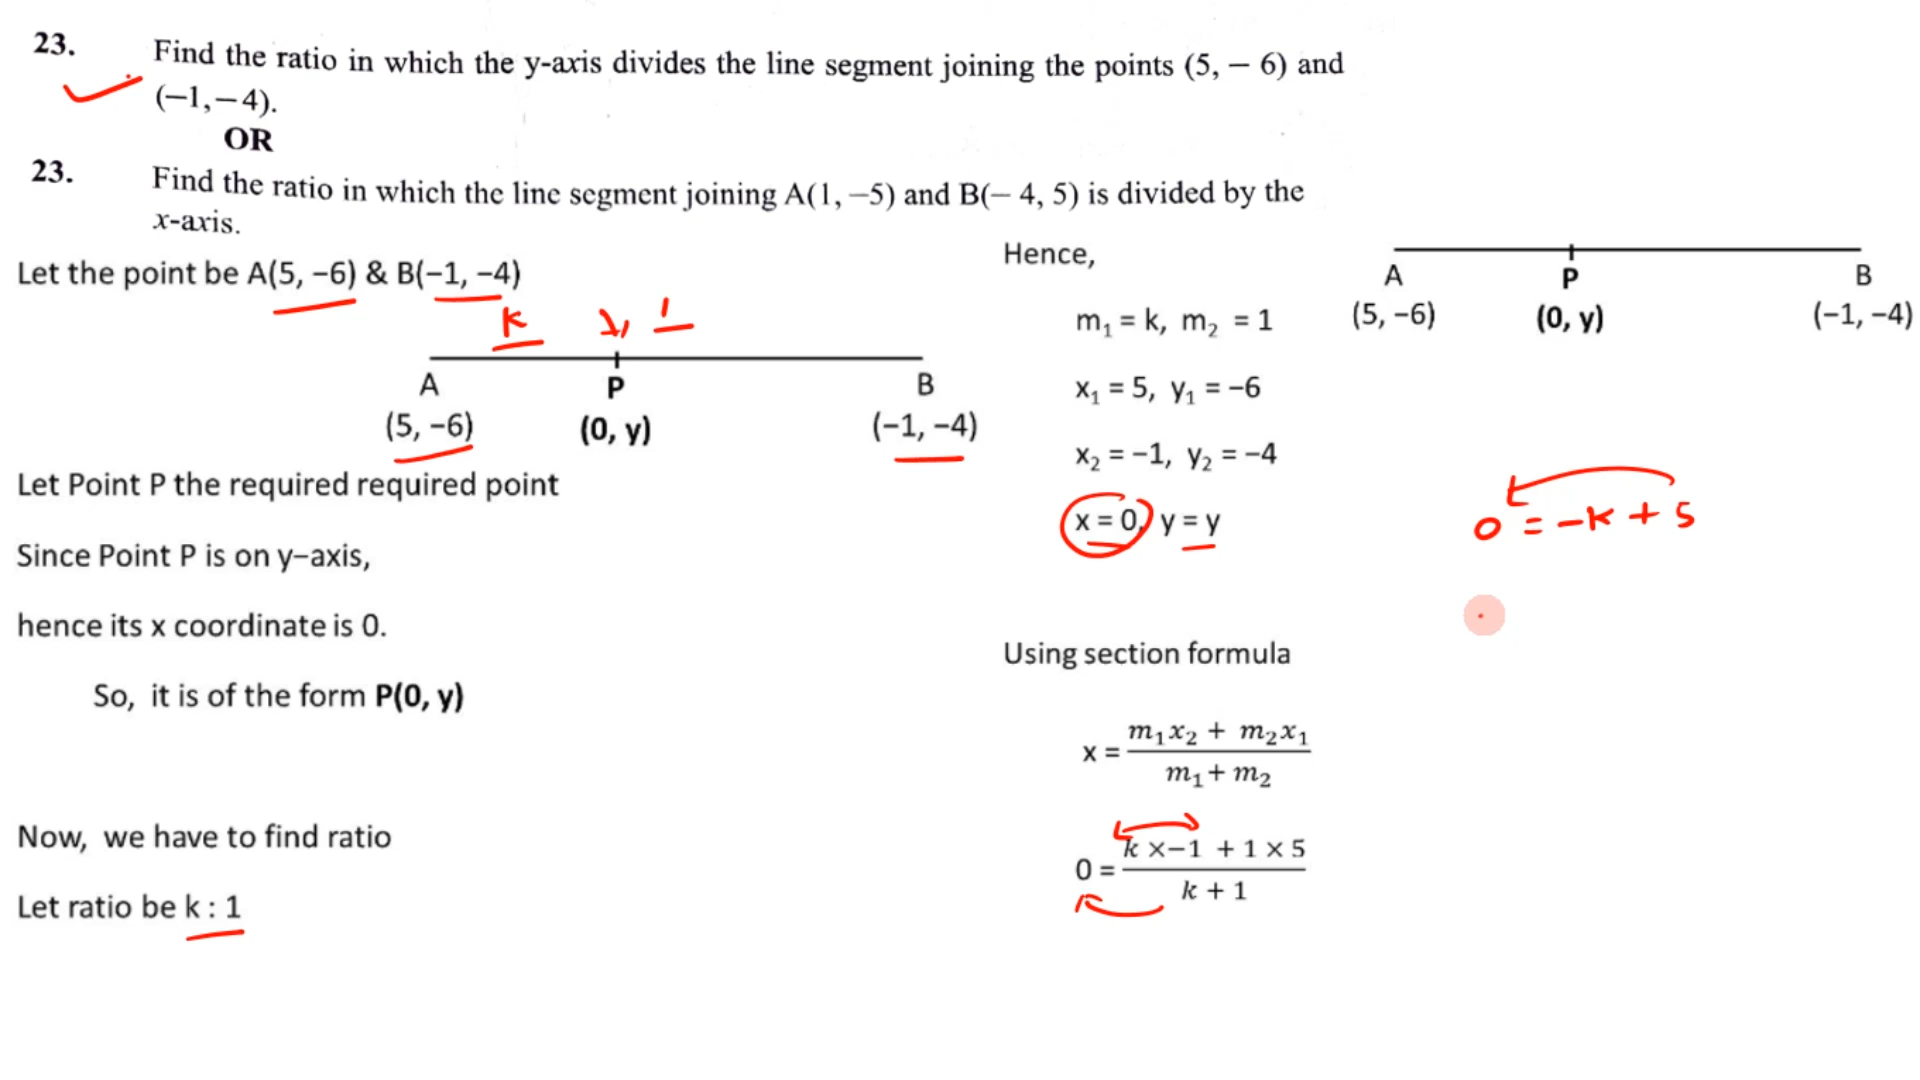 23. Find the ratio in which the y-axis divides the line segment joining the points (5, – 6) and
(–1,– 4).
OR
23. Find the ratio in which the line segment joining A(1, –5) and B(– 4, 5) is divided by the
x-axis.
Let the point be A(5, −6) & B(−1, −4)
k : 1
A P B
(5, −6) (0, y) (−1, −4)
Let Point P the required required point
Since Point P is on y−axis,
hence its x coordinate is 0.
So, it is of the form P(0, y)
Now, we have to find ratio
Let ratio be k : 1
Hence,
A P B
(5, −6) (0, y) (−1, −4)
m₁ = k, m₂ = 1
x₁ = 5, y₁ = −6
x₂ = −1, y₂ = −4
x = 0, y = y
0 = -k + 5
Using section formula
x = (m₁x₂ + m₂x₁)/(m₁ + m₂)
0 = (k ×−1 + 1 × 5)/(k + 1)